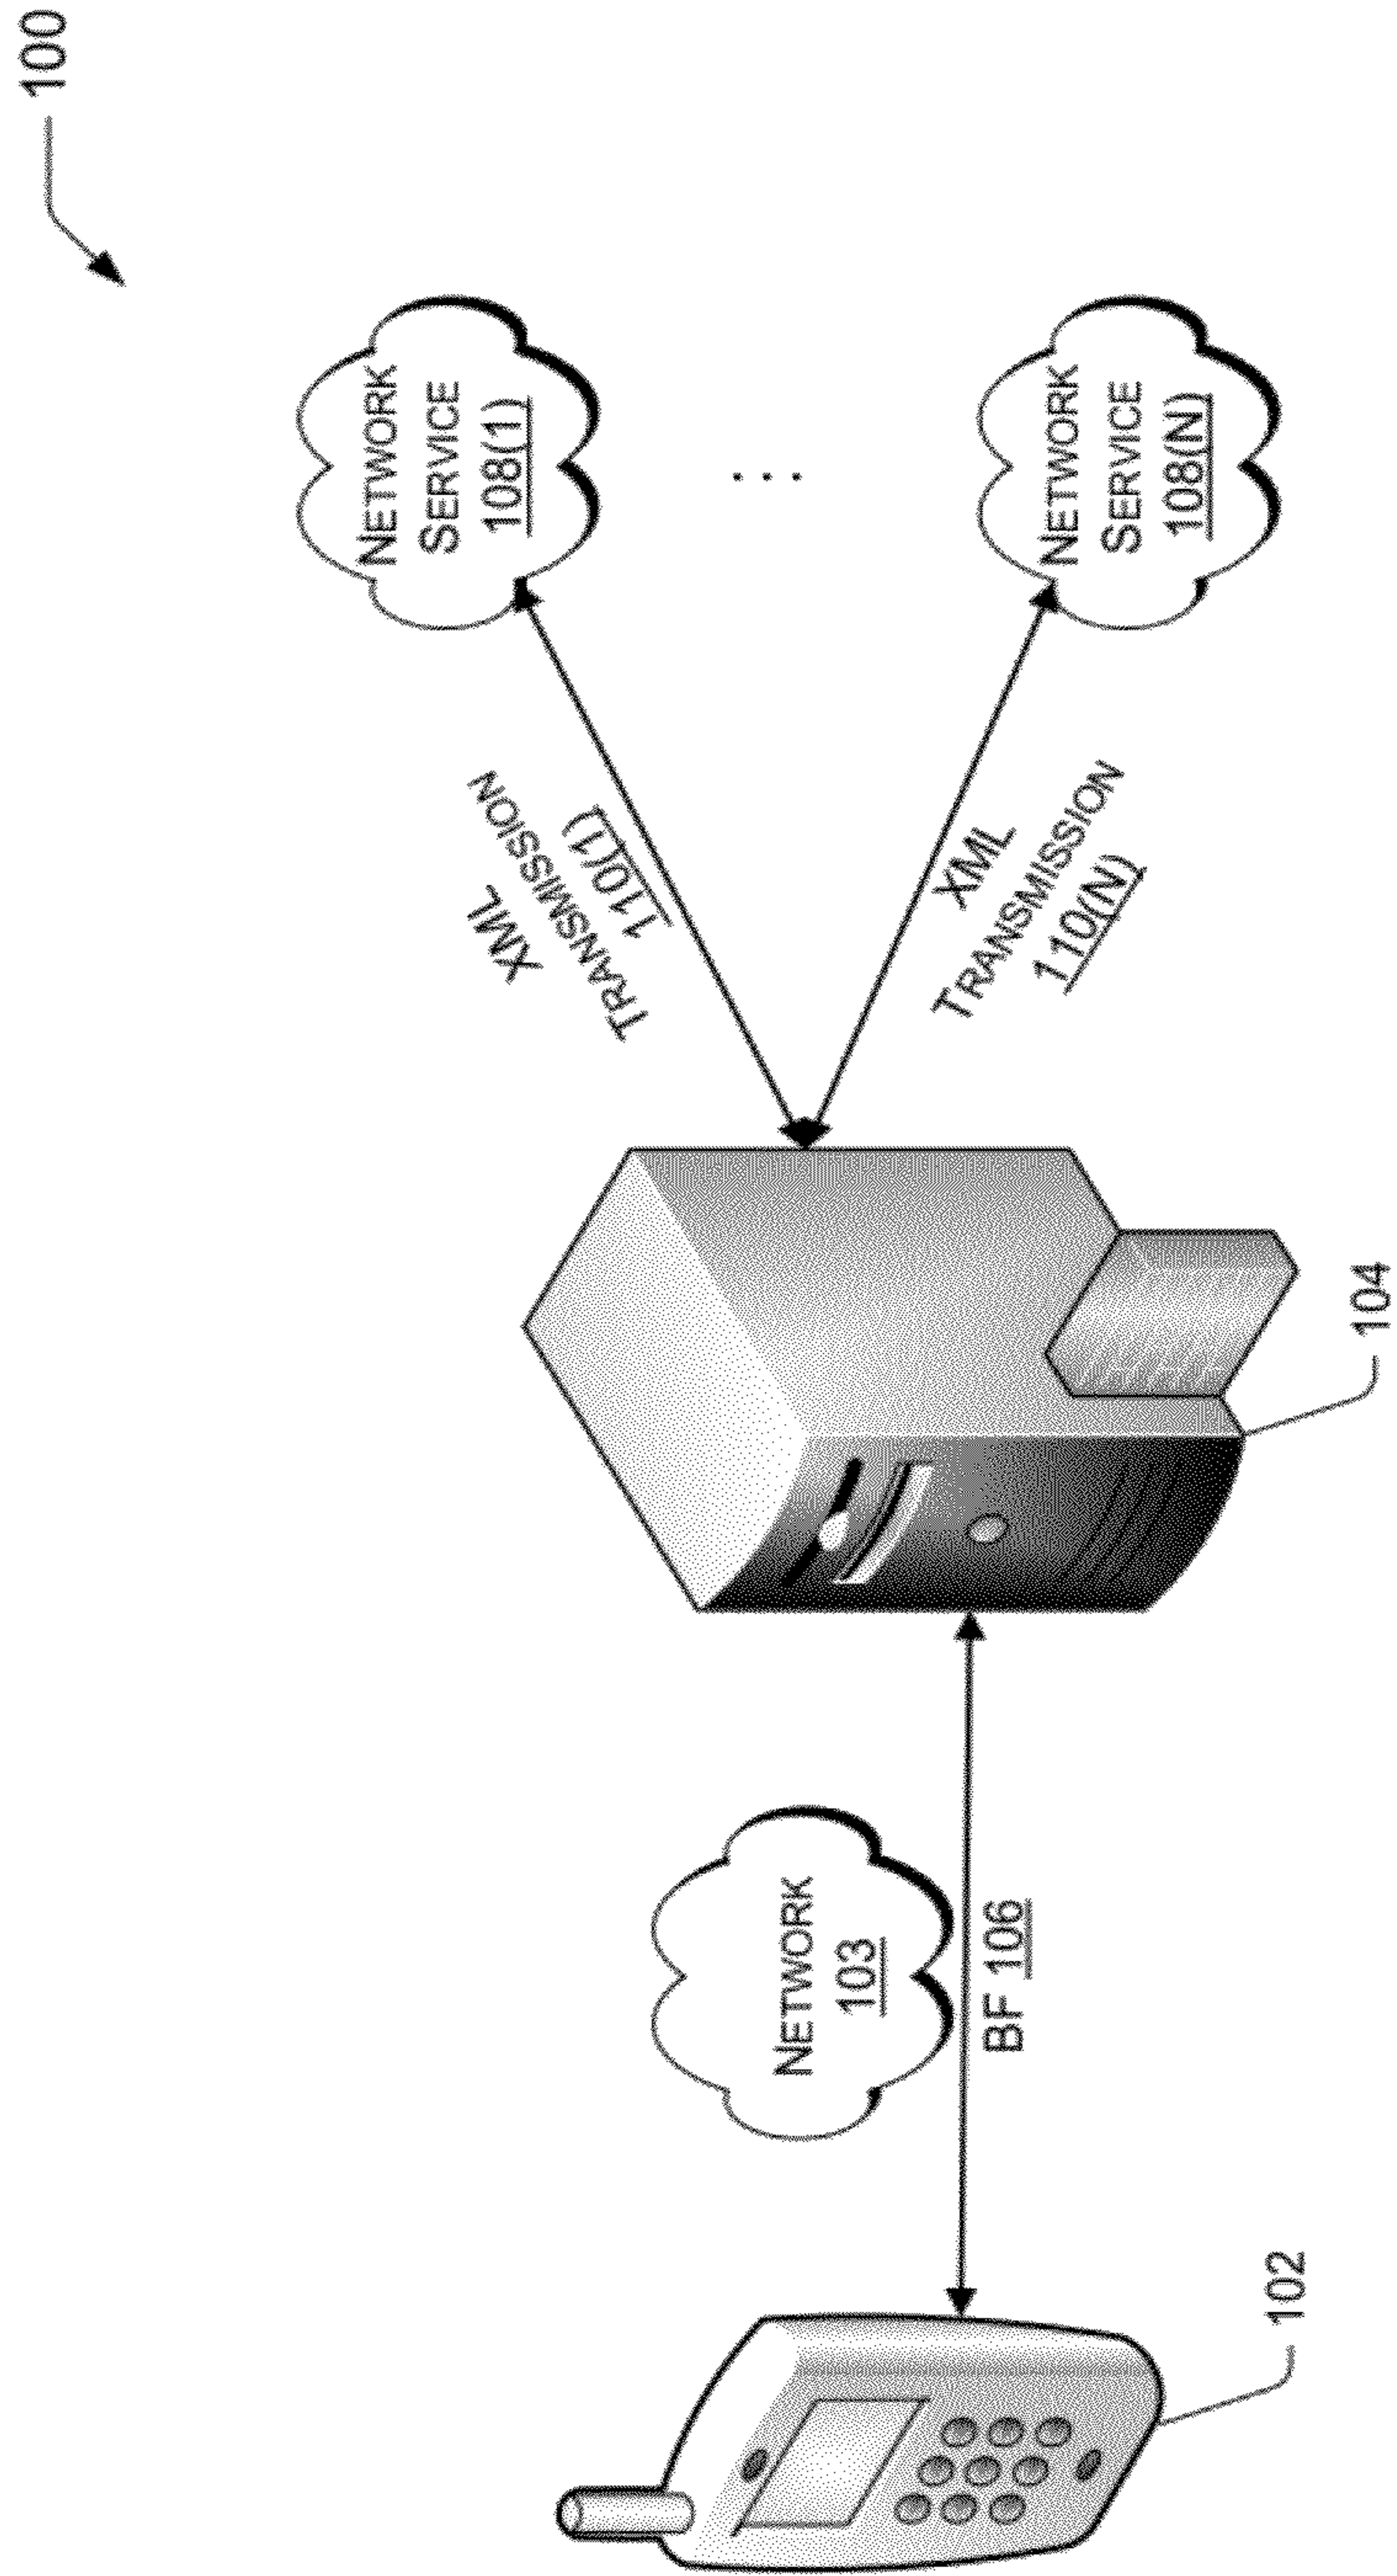 100
NETWORK
SERVICE
108(1)
XML
TRANSMISSION
110(1)
. . .
NETWORK
103
BF 106
XML
TRANSMISSION
110(N)
NETWORK
SERVICE
108(N)
102
104